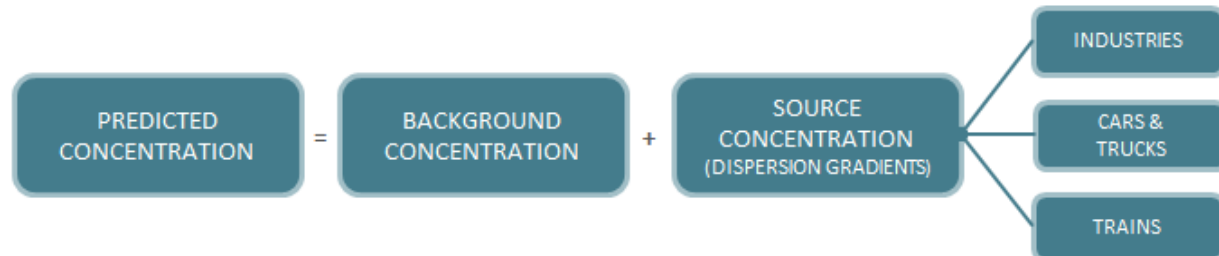 PREDICTED
CONCENTRATION
=
BACKGROUND
CONCENTRATION
+
SOURCE
CONCENTRATION
(DISPERSION GRADIENTS)
INDUSTRIES
CARS &
TRUCKS
TRAINS